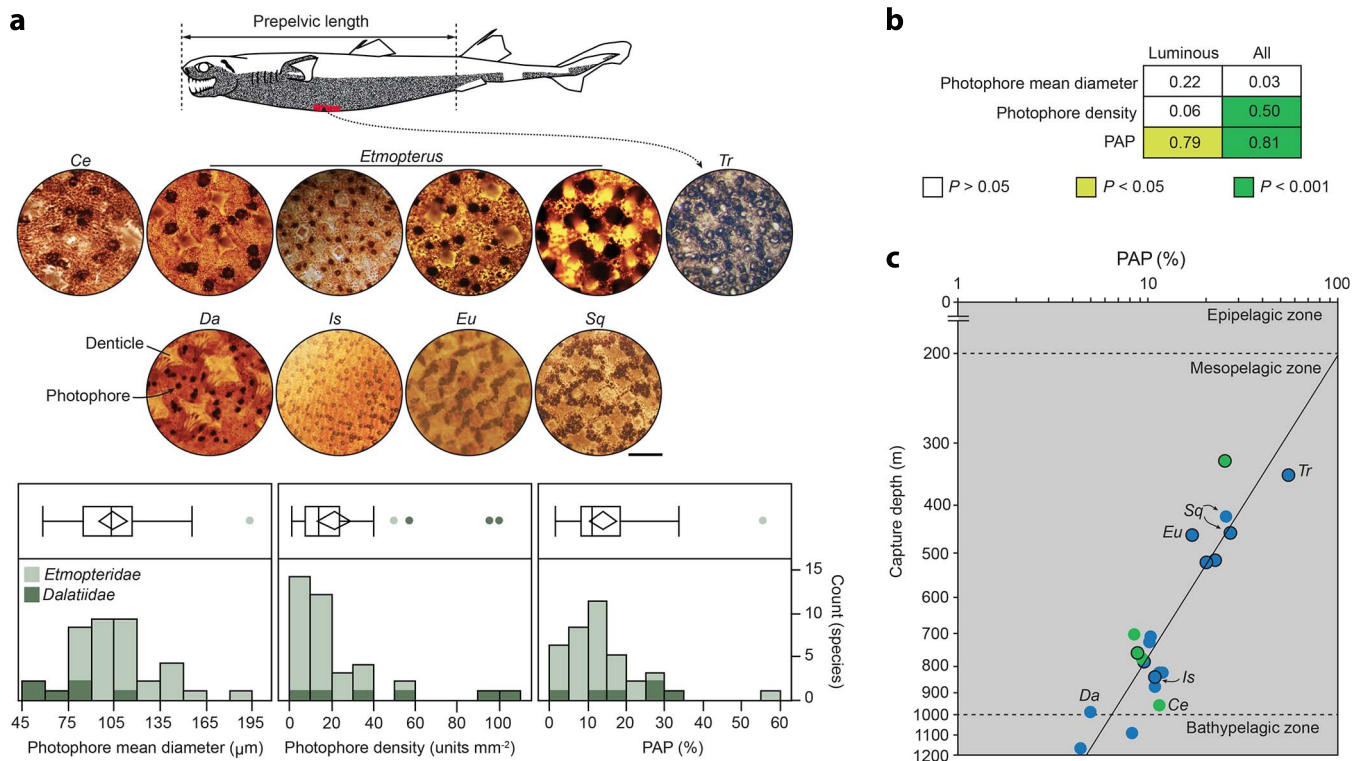 a
Prepelvic length
Ce
Etmopterus
Tr
Da
Is
Eu
Sq
Denticle
Photophore
Etmopteridae
Dalatiidae
15
10
5
0
Count (species)
45 75 105 135 165 195
Photophore mean diameter (µm)
0 20 40 60 80 100
Photophore density (units mm-2)
0 10 20 30 40 50 60
PAP (%)
b
Luminous All
Photophore mean diameter 0.22 0.03
Photophore density 0.06 0.50
PAP 0.79 0.81
P > 0.05 P < 0.05 P < 0.001
c
PAP (%)
1 10 100
Capture depth (m)
0
200
300
400
500
600
700
800
900
1000
1100
1200
Epipelagic zone
Mesopelagic zone
Tr
Sq
Eu
Is
Da
Ce
Bathypelagic zone